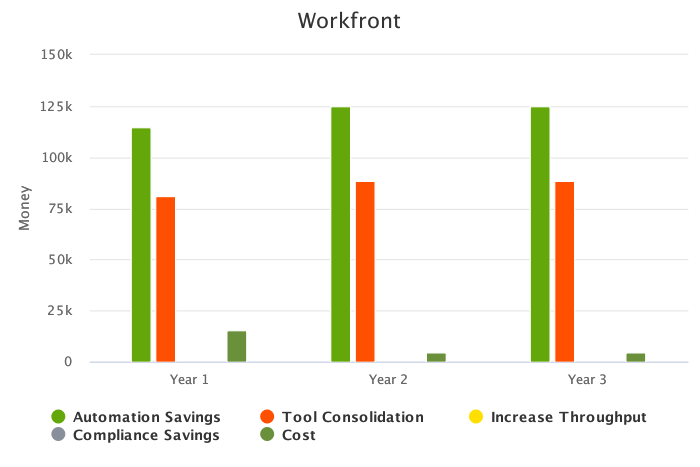 Workfront
150k
125k
100k
75k
50k
25k
0
Money
Year 1 Year 2 Year 3
Automation Savings Tool Consolidation Increase Throughput
Compliance Savings Cost